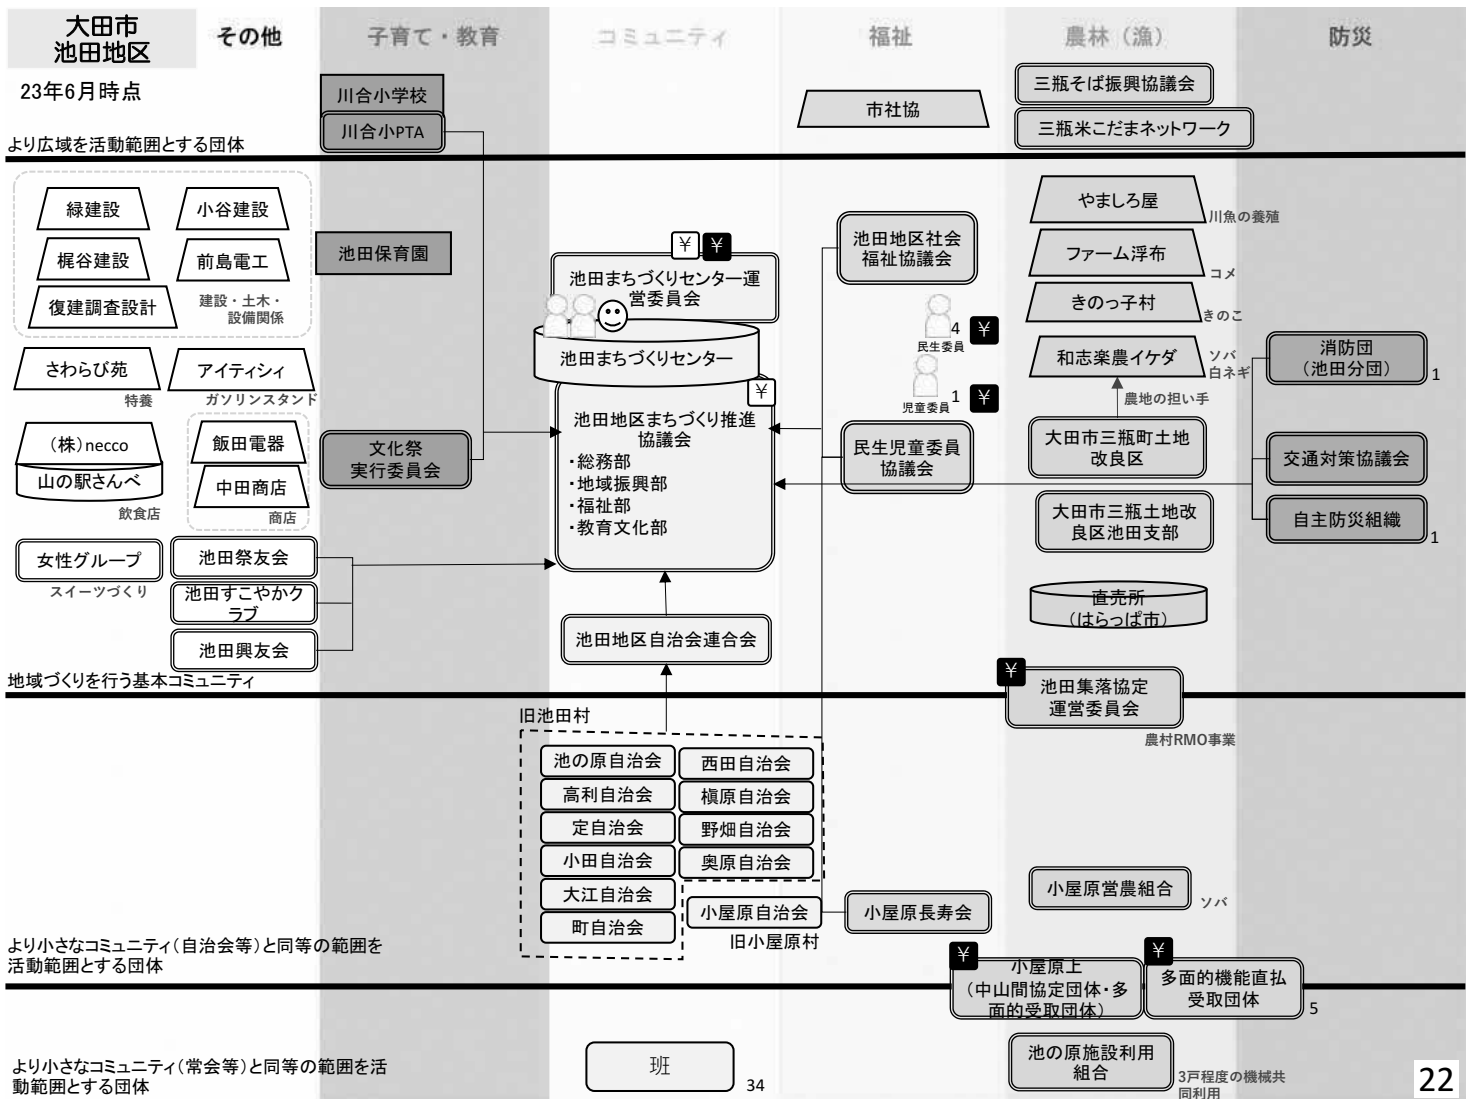 大田市
池田地区
その他
子育て・教育
コミュニティ
福祉
農林（漁）
防災
23年6月時点
川合小学校
川合小PTA
市社協
三瓶そば振興協議会
三瓶米こだまネットワーク
より広域を活動範囲とする団体
緑建設
小谷建設
梶谷建設
前島電工
復建調査設計
建設・土木・
設備関係
池田保育園
¥
¥
池田まちづくりセンター運
営委員会
池田まちづくりセンター
池田地区社会
福祉協議会
やましろ屋
川魚の養殖
ファーム浮布
コメ
きのっ子村
きのこ
4
¥
民生委員
和志楽農イケダ
ソバ
白ネギ
消防団
（池田分団）
1
さわらび苑
特養
アイティシィ
ガソリンスタンド
¥
1
¥
児童委員
農地の担い手
（株）necco
山の駅さんべ
飲食店
飯田電器
中田商店
商店
文化祭
実行委員会
池田地区まちづくり推進
協議会
・総務部
・地域振興部
・福祉部
・教育文化部
民生児童委員
協議会
大田市三瓶町土地
改良区
交通対策協議会
大田市三瓶土地改
良区池田支部
自主防災組織
1
女性グループ
スイーツづくり
池田祭友会
池田すこやかク
ラブ
池田興友会
直売所
（はらっぱ市）
池田地区自治会連合会
地域づくりを行う基本コミュニティ
¥
池田集落協定
運営委員会
農村RMO事業
旧池田村
池の原自治会
西田自治会
高利自治会
槇原自治会
定自治会
野畑自治会
小田自治会
奥原自治会
大江自治会
町自治会
小屋原自治会
旧小屋原村
小屋原長寿会
小屋原営農組合
ソバ
より小さなコミュニティ（自治会等）と同等の範囲を
活動範囲とする団体
¥
小屋原上
（中山間協定団体・多
面的受取団体）
¥
多面的機能直払
受取団体
5
より小さなコミュニティ（常会等）と同等の範囲を活
動範囲とする団体
班
34
池の原施設利用
組合
3戸程度の機械共
同利用
22